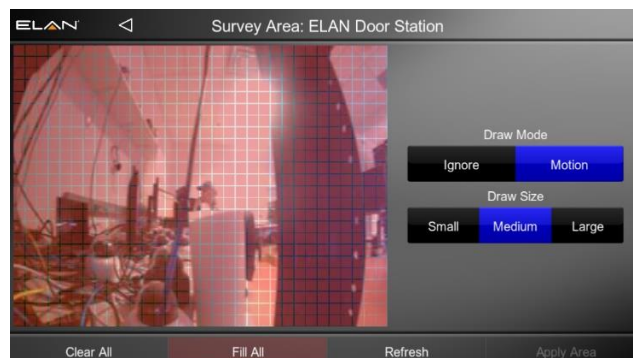 ELAN
Survey Area: ELAN Door Station
Draw Mode
Ignore Motion
Draw Size
Small Medium Large
Clear All Fill All Refresh Apply Area